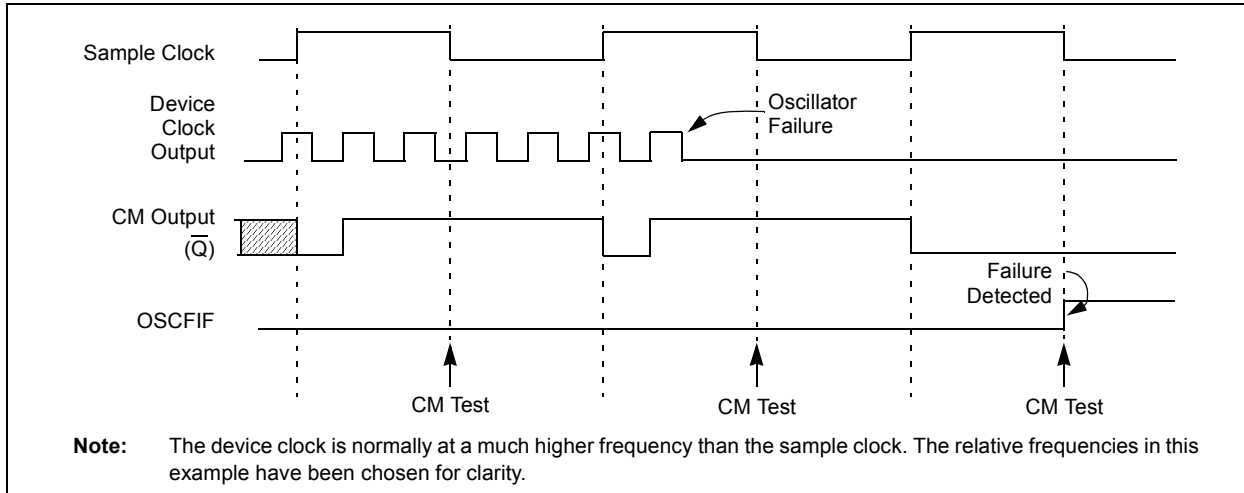 Sample Clock
Device
Clock
Output
Oscillator
Failure
CM Output
(Q̅)
Failure
Detected
OSCFIF
CM Test
CM Test
CM Test
Note: The device clock is normally at a much higher frequency than the sample clock. The relative frequencies in this
example have been chosen for clarity.